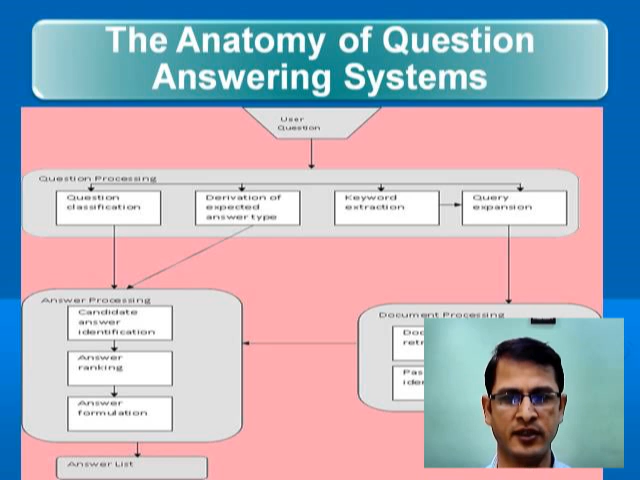 The Anatomy of Question
Answering Systems
User
Question
Question Processing
Question
classification
Derivation of
expected
answer type
Keyword
extraction
Query
expansion
Answer Processing
Candidate
answer
identification
Answer
ranking
Answer
formulation
Answer List
Document Processing